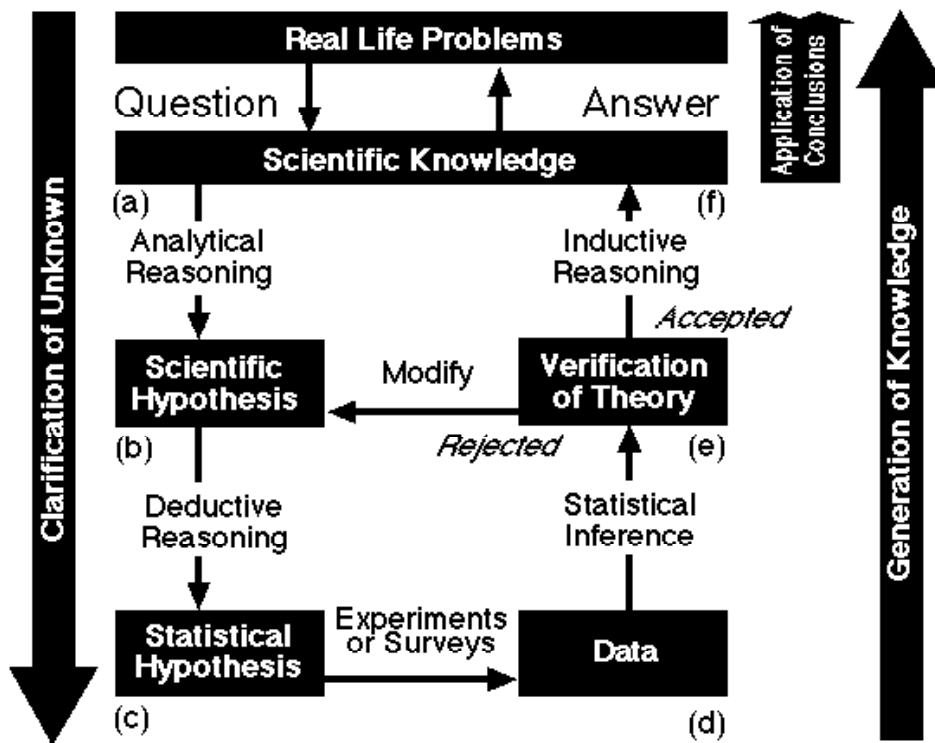 Real Life Problems
Question
Answer
Scientific Knowledge
(a)
(f)
Analytical
Reasoning
Inductive
Reasoning
Accepted
Scientific
Hypothesis
Modify
Verification
of Theory
(b)
Rejected
(e)
Deductive
Reasoning
Statistical
Inference
Statistical
Hypothesis
Experiments
or Surveys
Data
(c)
(d)
Clarification of Unknown
Application of
Conclusions
Generation of Knowledge